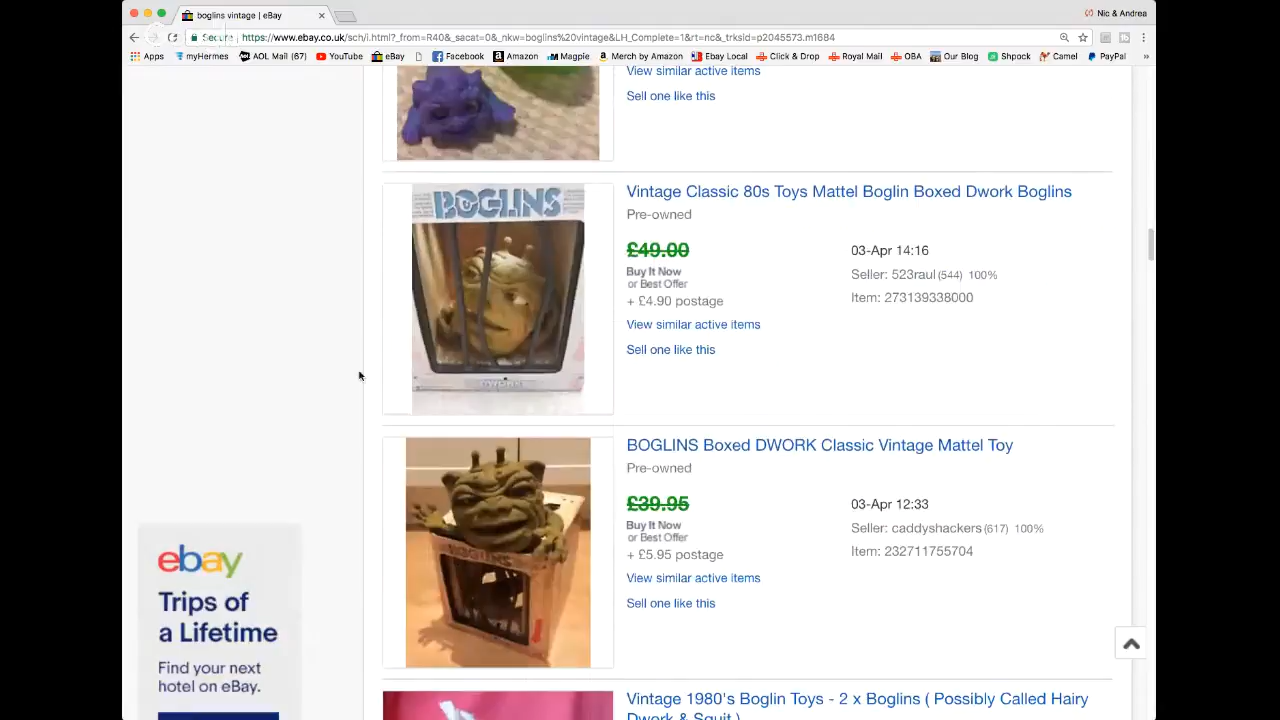 boglins vintage | eBay
Nic & Andrea
Secure
https://www.ebay.co.uk/sch/i.html?_from=R40&_sacat=0&_nkw=boglins%20vintage&LH_Complete=1&rt=nc&_trksid=p2045573.m1684
Apps myHermes AOL Mail (67) YouTube eBay Facebook Amazon Magpie Merch by Amazon Ebay Local Click & Drop Royal Mail OBA Our Blog Shpock Camel PayPal »
View similar active items
Sell one like this
BOGLINS
Vintage Classic 80s Toys Mattel Boglin Boxed Dwork Boglins
Pre-owned
£49.00 03-Apr 14:16
Buy It Now
or Best Offer
Seller: 523raul (544) 100%
+ £4.90 postage
Item: 273139338000
View similar active items
Sell one like this
BOGLINS Boxed DWORK Classic Vintage Mattel Toy
Pre-owned
£39.95 03-Apr 12:33
Buy It Now
or Best Offer
Seller: caddyshackers (617) 100%
+ £5.95 postage
Item: 232711755704
View similar active items
Sell one like this
BOGLINS
ebay
Trips of
a Lifetime
Find your next
hotel on eBay.
Vintage 1980's Boglin Toys - 2 x Boglins ( Possibly Called Hairy
Dwork & Squit )